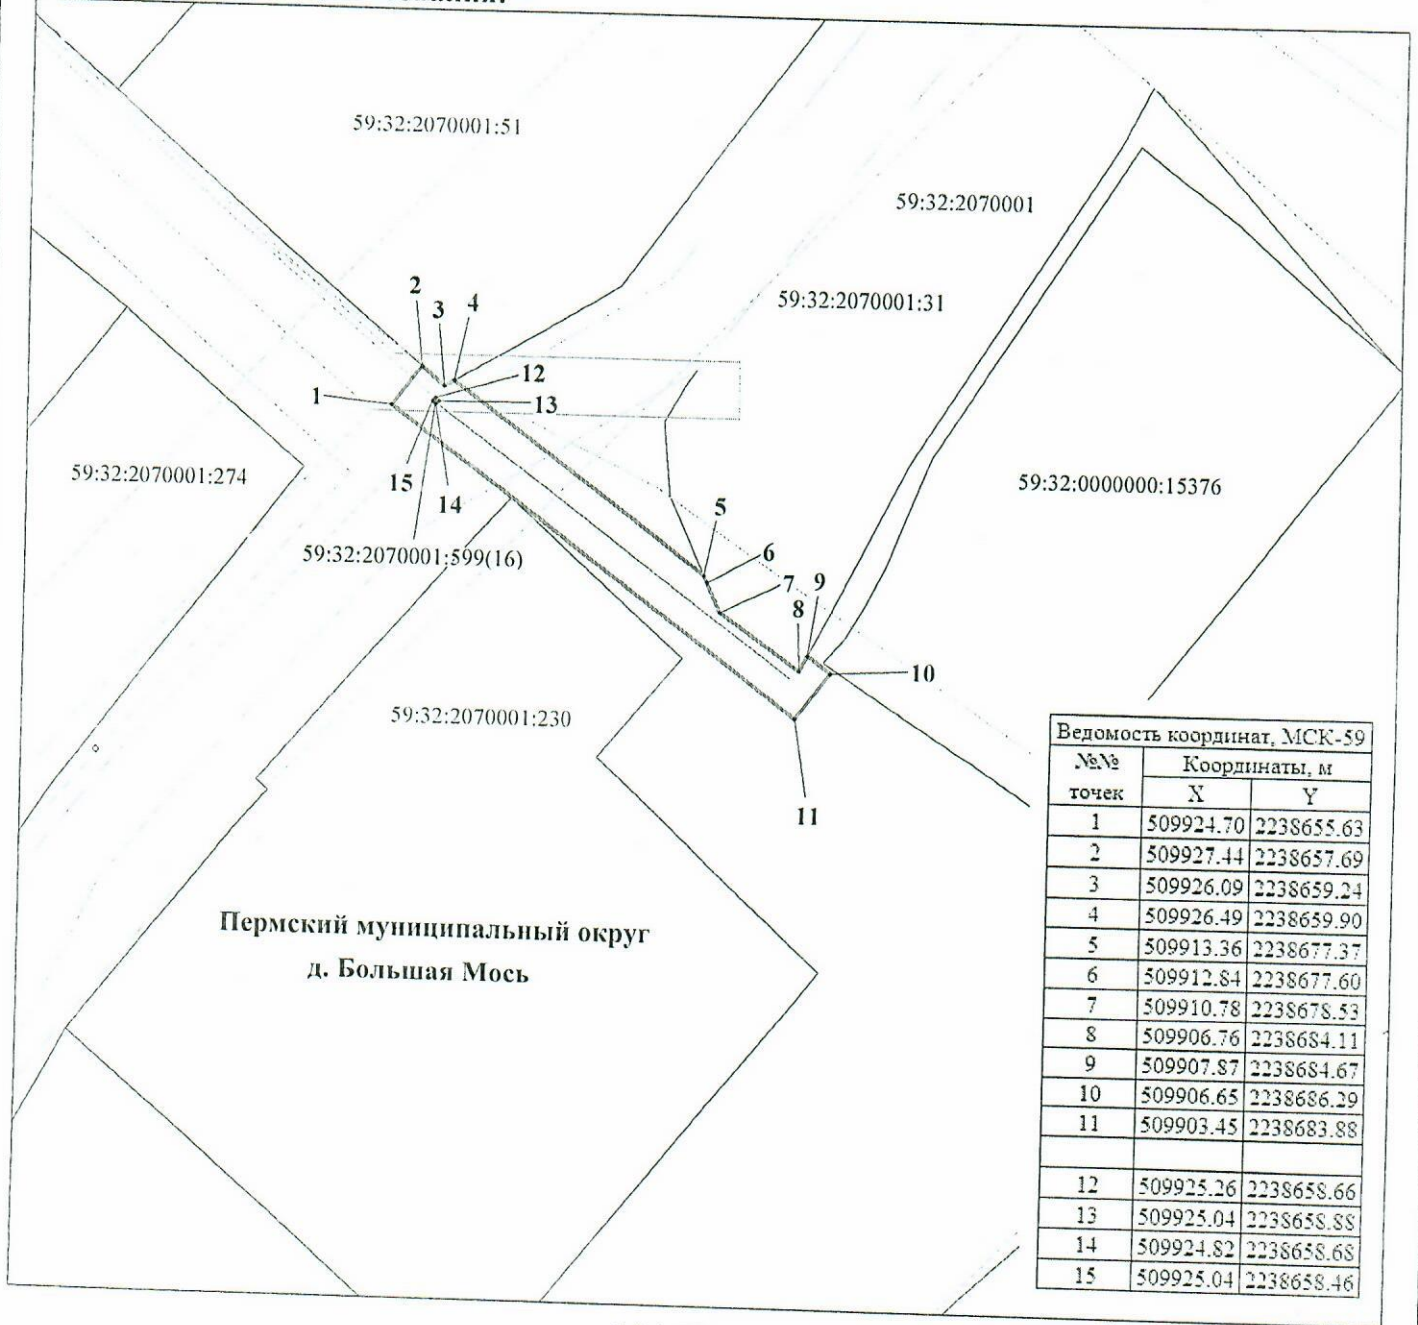 59:32:2070001:51
59:32:2070001
59:32:2070001:31
2
3
4
12
1
13
59:32:2070001:274
15
59:32:0000000:15376
14
5
59:32:2070001:599(16)
6
7
8
9
10
59:32:2070001:230
11
Пермский муниципальный округ
д. Большая Мось
Ведомость координат, МСК-59
№№ точек
Координаты, м
X Y
1 509924.70 2238655.63
2 509927.44 2238657.69
3 509926.09 2238659.24
4 509926.49 2238659.90
5 509913.36 2238677.37
6 509912.84 2238677.60
7 509910.78 2238678.53
8 509906.76 2238684.11
9 509907.87 2238684.67
10 509906.65 2238686.29
11 509903.45 2238683.88
12 509925.26 2238658.66
13 509925.04 2238658.88
14 509924.82 2238658.68
15 509925.04 2238658.46